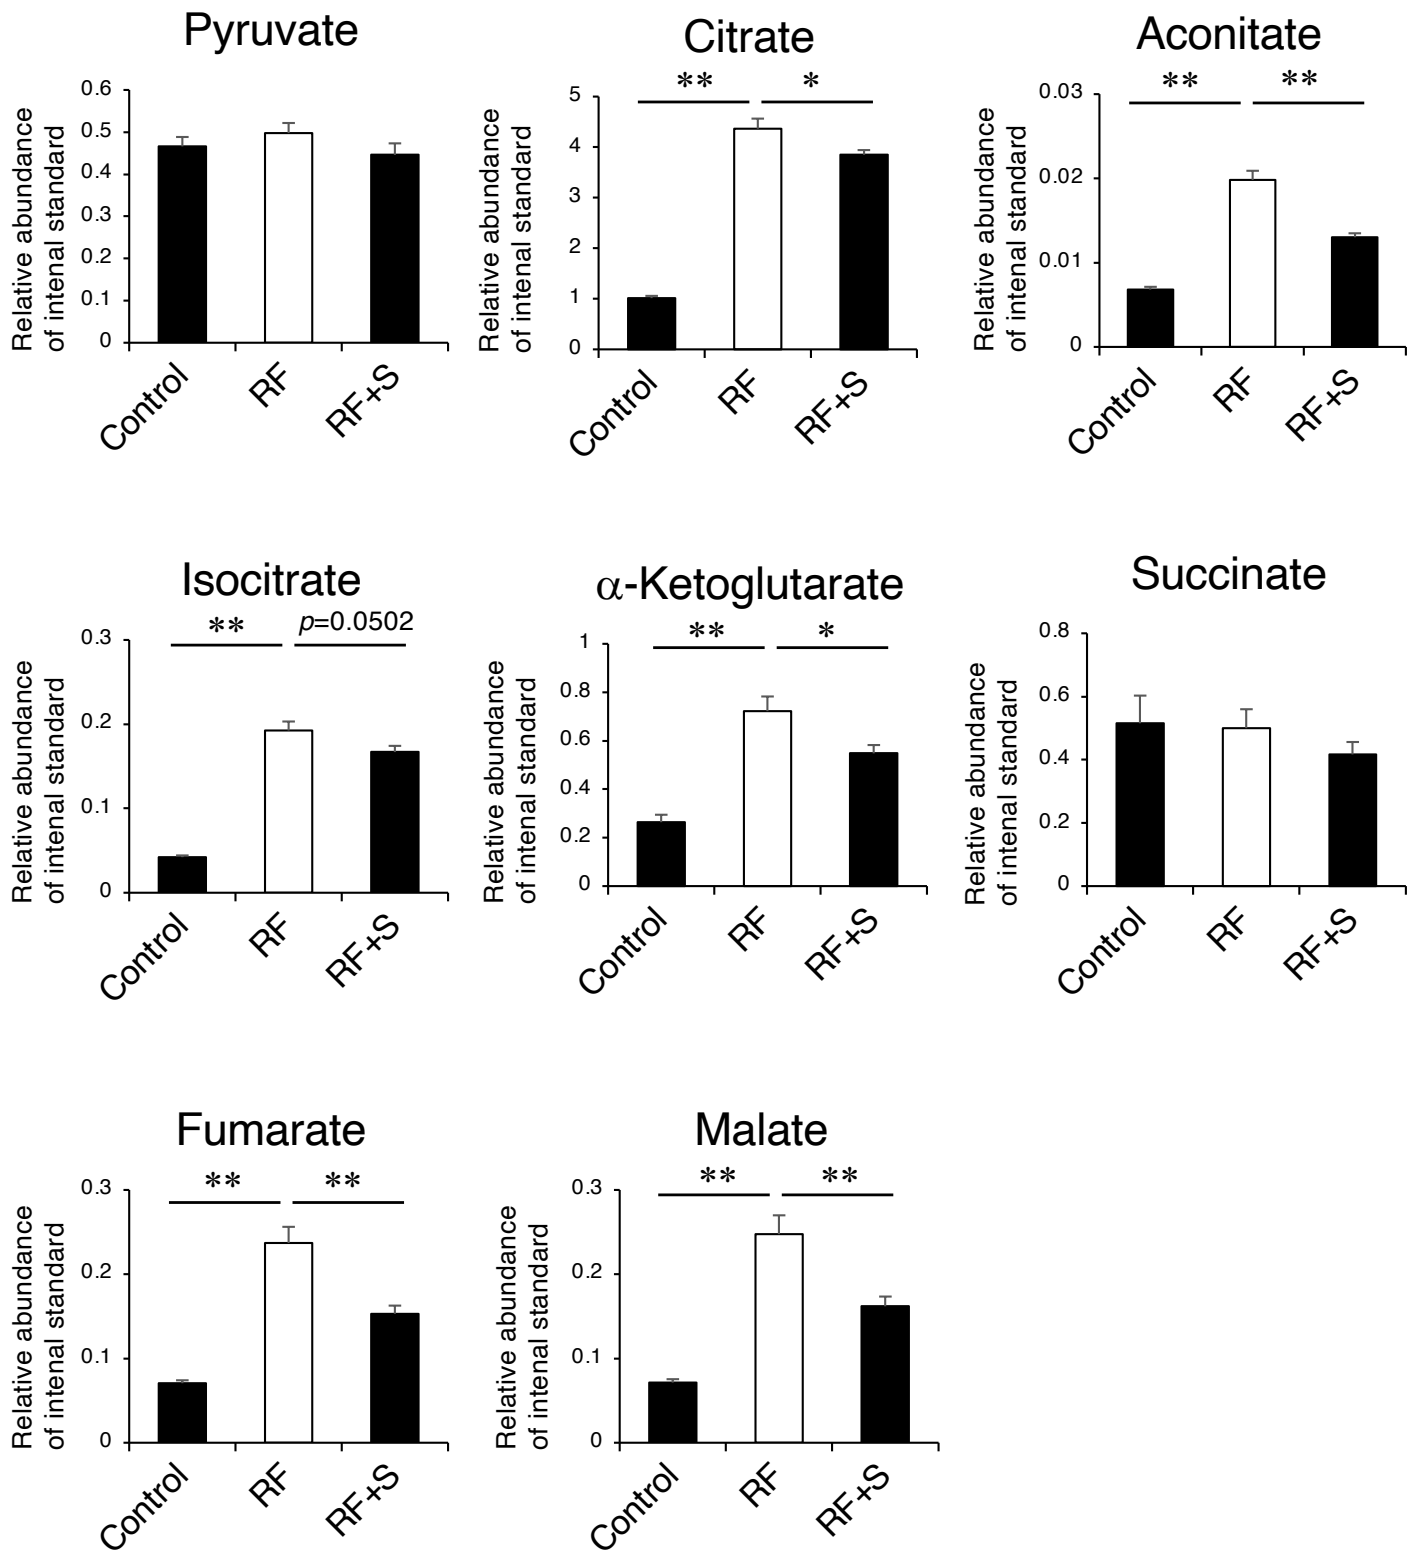 Pyruvate
Relative abundance
of intenal standard
0.6
0.5
0.4
0.3
0.2
0.1
0
Control
RF
RF+S
Citrate
** *
Relative abundance
of intenal standard
5
4
3
2
1
0
Control
RF
RF+S
Aconitate
** **
Relative abundance
of intenal standard
0.03
0.02
0.01
0
Control
RF
RF+S
Isocitrate
** p=0.0502
Relative abundance
of intenal standard
0.3
0.2
0.1
0
Control
RF
RF+S
α-Ketoglutarate
** *
Relative abundance
of intenal standard
1
0.8
0.6
0.4
0.2
0
Control
RF
RF+S
Succinate
Relative abundance
of intenal standard
0.8
0.6
0.4
0.2
0
Control
RF
RF+S
Fumarate
** **
Relative abundance
of intenal standard
0.3
0.2
0.1
0
Control
RF
RF+S
Malate
** **
Relative abundance
of intenal standard
0.3
0.2
0.1
0
Control
RF
RF+S